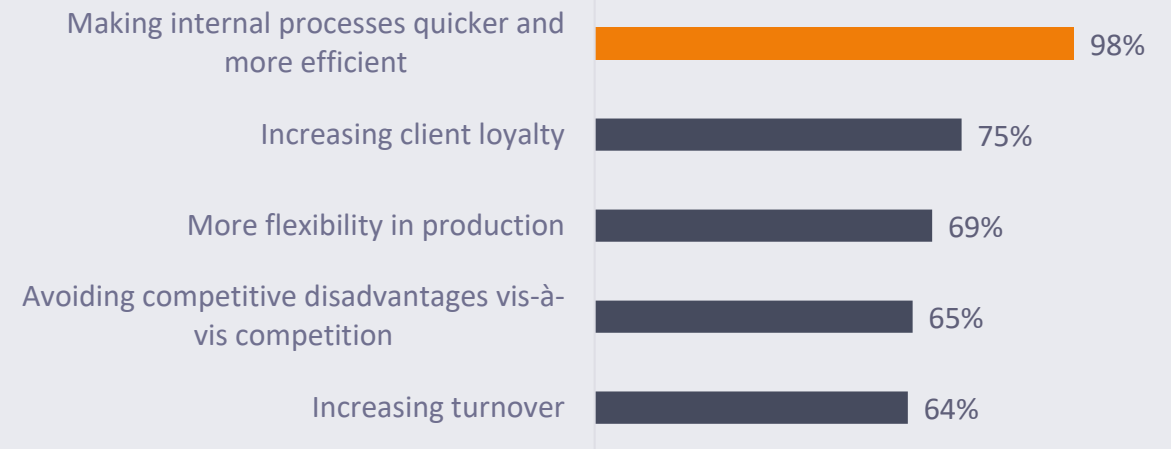 Making internal processes quicker and
more efficient
98%
Increasing client loyalty
75%
More flexibility in production
69%
Avoiding competitive disadvantages vis-à-
vis competition
65%
Increasing turnover
64%